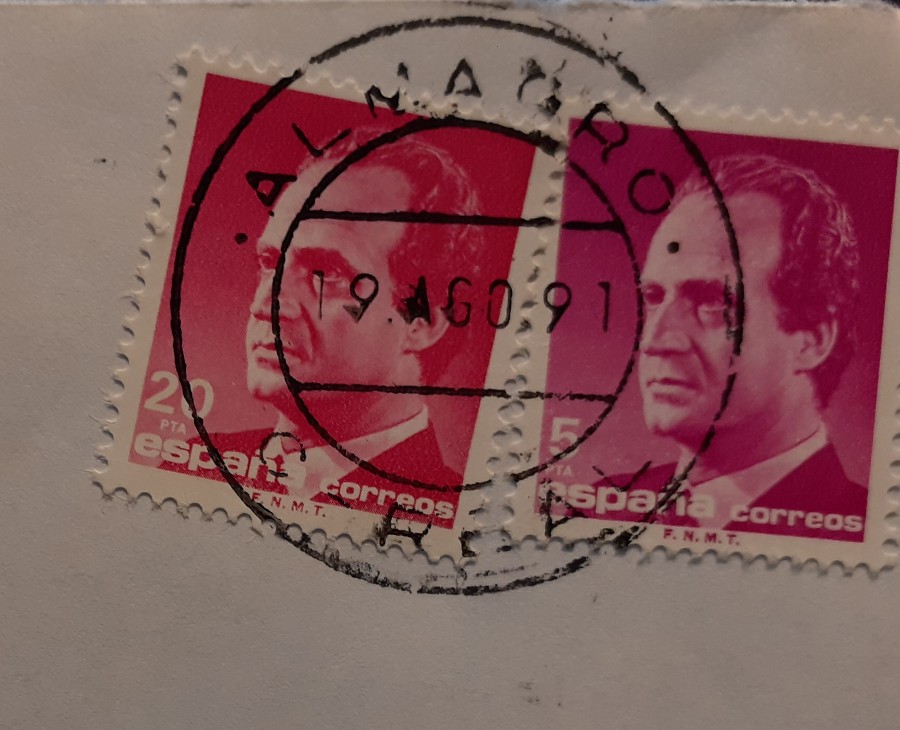 ALMAGRO
19.AGO.91
20
PTA
españa correos
F. N. M. T.
5
PTA
españa correos
F. N. M. T.